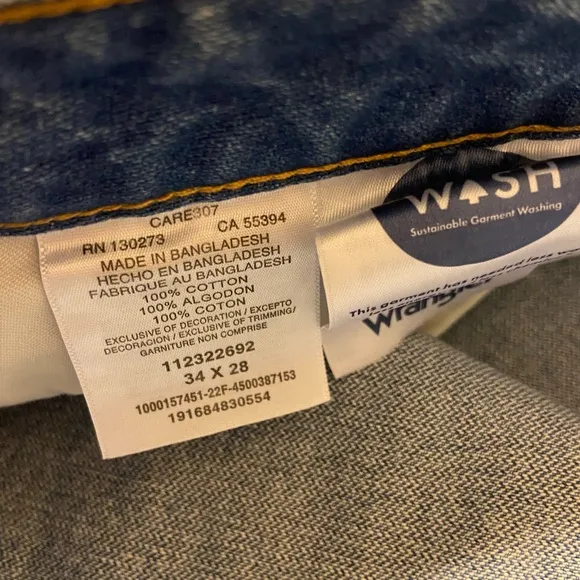 CARE307
RN 130273 CA 55394
MADE IN BANGLADESH
HECHO EN BANGLADESH
FABRIQUE AU BANGLADESH
100% COTTON
100% ALGODON
100% COTON
EXCLUSIVE OF DECORATION / EXCEPTO
DECORACION / EXCLUSIVE OF TRIMMING/
GARNITURE NON COMPRISE
112322692
34 X 28
1000157451-22F-4500387153
191684830554
WASH
Sustainable Garment Washing
This garment has needed less
Wrangler